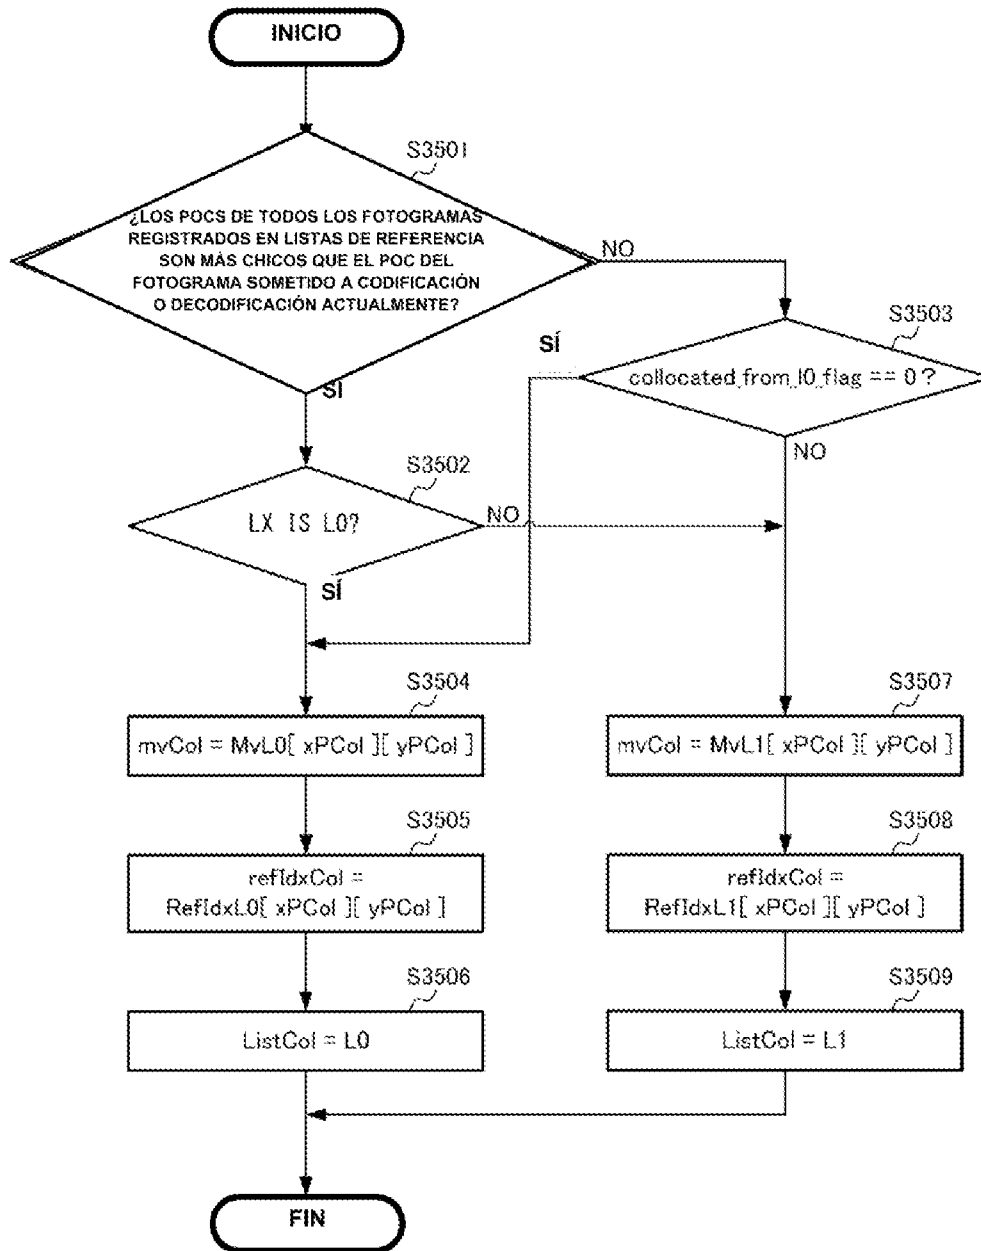 INICIO
S3501
¿LOS POCS DE TODOS LOS FOTOGRAMAS
REGISTRADOS EN LISTAS DE REFERENCIA
SON MÁS CHICOS QUE EL POC DEL
FOTOGRAMA SOMETIDO A CODIFICACIÓN
O DECODIFICACIÓN ACTUALMENTE?
NO
SÍ
S3503
collocated_from_l0_flag == 0?
SÍ
NO
S3502
LX IS L0?
NO
SÍ
S3504
mvCol = MvL0[ xPCol ][ yPCol ]
S3505
refIdxCol =
RefIdxL0[ xPCol ][ yPCol ]
S3506
ListCol = L0
S3507
mvCol = MvL1[ xPCol ][ yPCol ]
S3508
refIdxCol =
RefIdxL1[ xPCol ][ yPCol ]
S3509
ListCol = L1
FIN